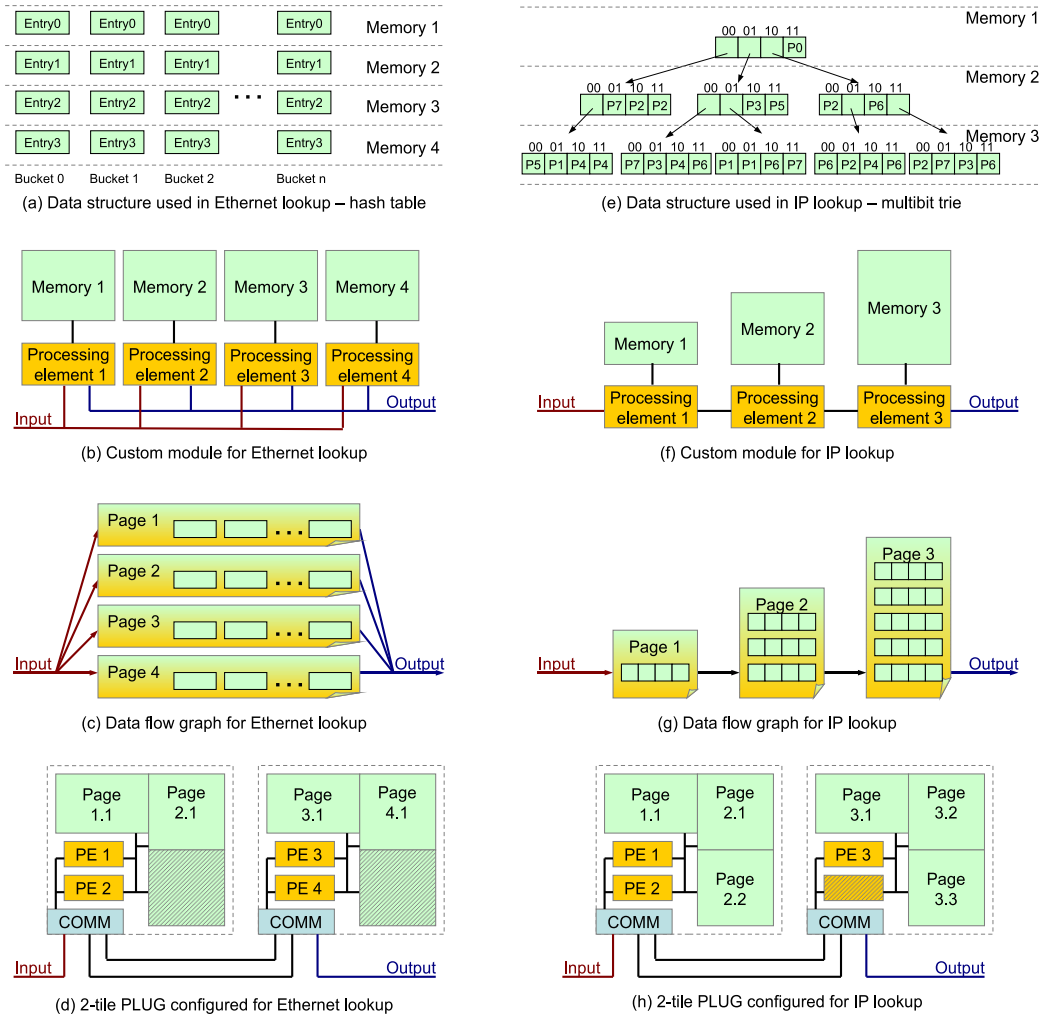 Entry0 Entry0 Entry0 Entry0 Memory 1
Entry1 Entry1 Entry1 Entry1 Memory 2
Entry2 Entry2 Entry2 ... Entry2 Memory 3
Entry3 Entry3 Entry3 Entry3 Memory 4
Bucket 0 Bucket 1 Bucket 2 Bucket n
(a) Data structure used in Ethernet lookup – hash table
Memory 1
00 01 10 11
P0
Memory 2
00 01 10 11 00 01 10 11 00 01 10 11
P7 P2 P2 P3 P5 P2 P6
Memory 3
00 01 10 11 00 01 10 11 00 01 10 11 00 01 10 11 00 01 10 11
P5 P1 P4 P4 P7 P3 P4 P6 P1 P1 P6 P7 P6 P2 P4 P6 P2 P7 P3 P6
(e) Data structure used in IP lookup – multibit trie
Memory 1 Memory 2 Memory 3 Memory 4
Processing element 1 Processing element 2 Processing element 3 Processing element 4
Input Output
(b) Custom module for Ethernet lookup
Memory 1 Memory 2 Memory 3
Input Processing element 1 Processing element 2 Processing element 3 Output
(f) Custom module for IP lookup
Page 1 ...
Page 2 ...
Page 3 ...
Input Page 4 ... Output
(c) Data flow graph for Ethernet lookup
Page 3
Page 2
Page 1
Input Output
(g) Data flow graph for IP lookup
Page 1.1 Page 2.1 Page 3.1 Page 4.1
PE 1 PE 3
PE 2 PE 4
COMM COMM
Input Output
(d) 2-tile PLUG configured for Ethernet lookup
Page 1.1 Page 2.1 Page 3.1 Page 3.2
PE 1 PE 3
PE 2 Page 2.2 Page 3.3
COMM COMM
Input Output
(h) 2-tile PLUG configured for IP lookup